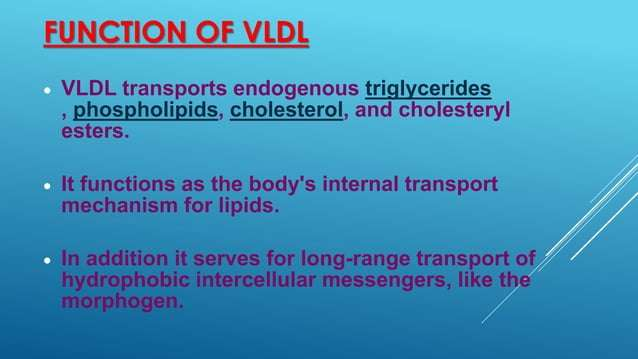 FUNCTION OF VLDL
VLDL transports endogenous triglycerides
, phospholipids, cholesterol, and cholesteryl
esters.
It functions as the body's internal transport
mechanism for lipids.
In addition it serves for long-range transport of
hydrophobic intercellular messengers, like the
morphogen.